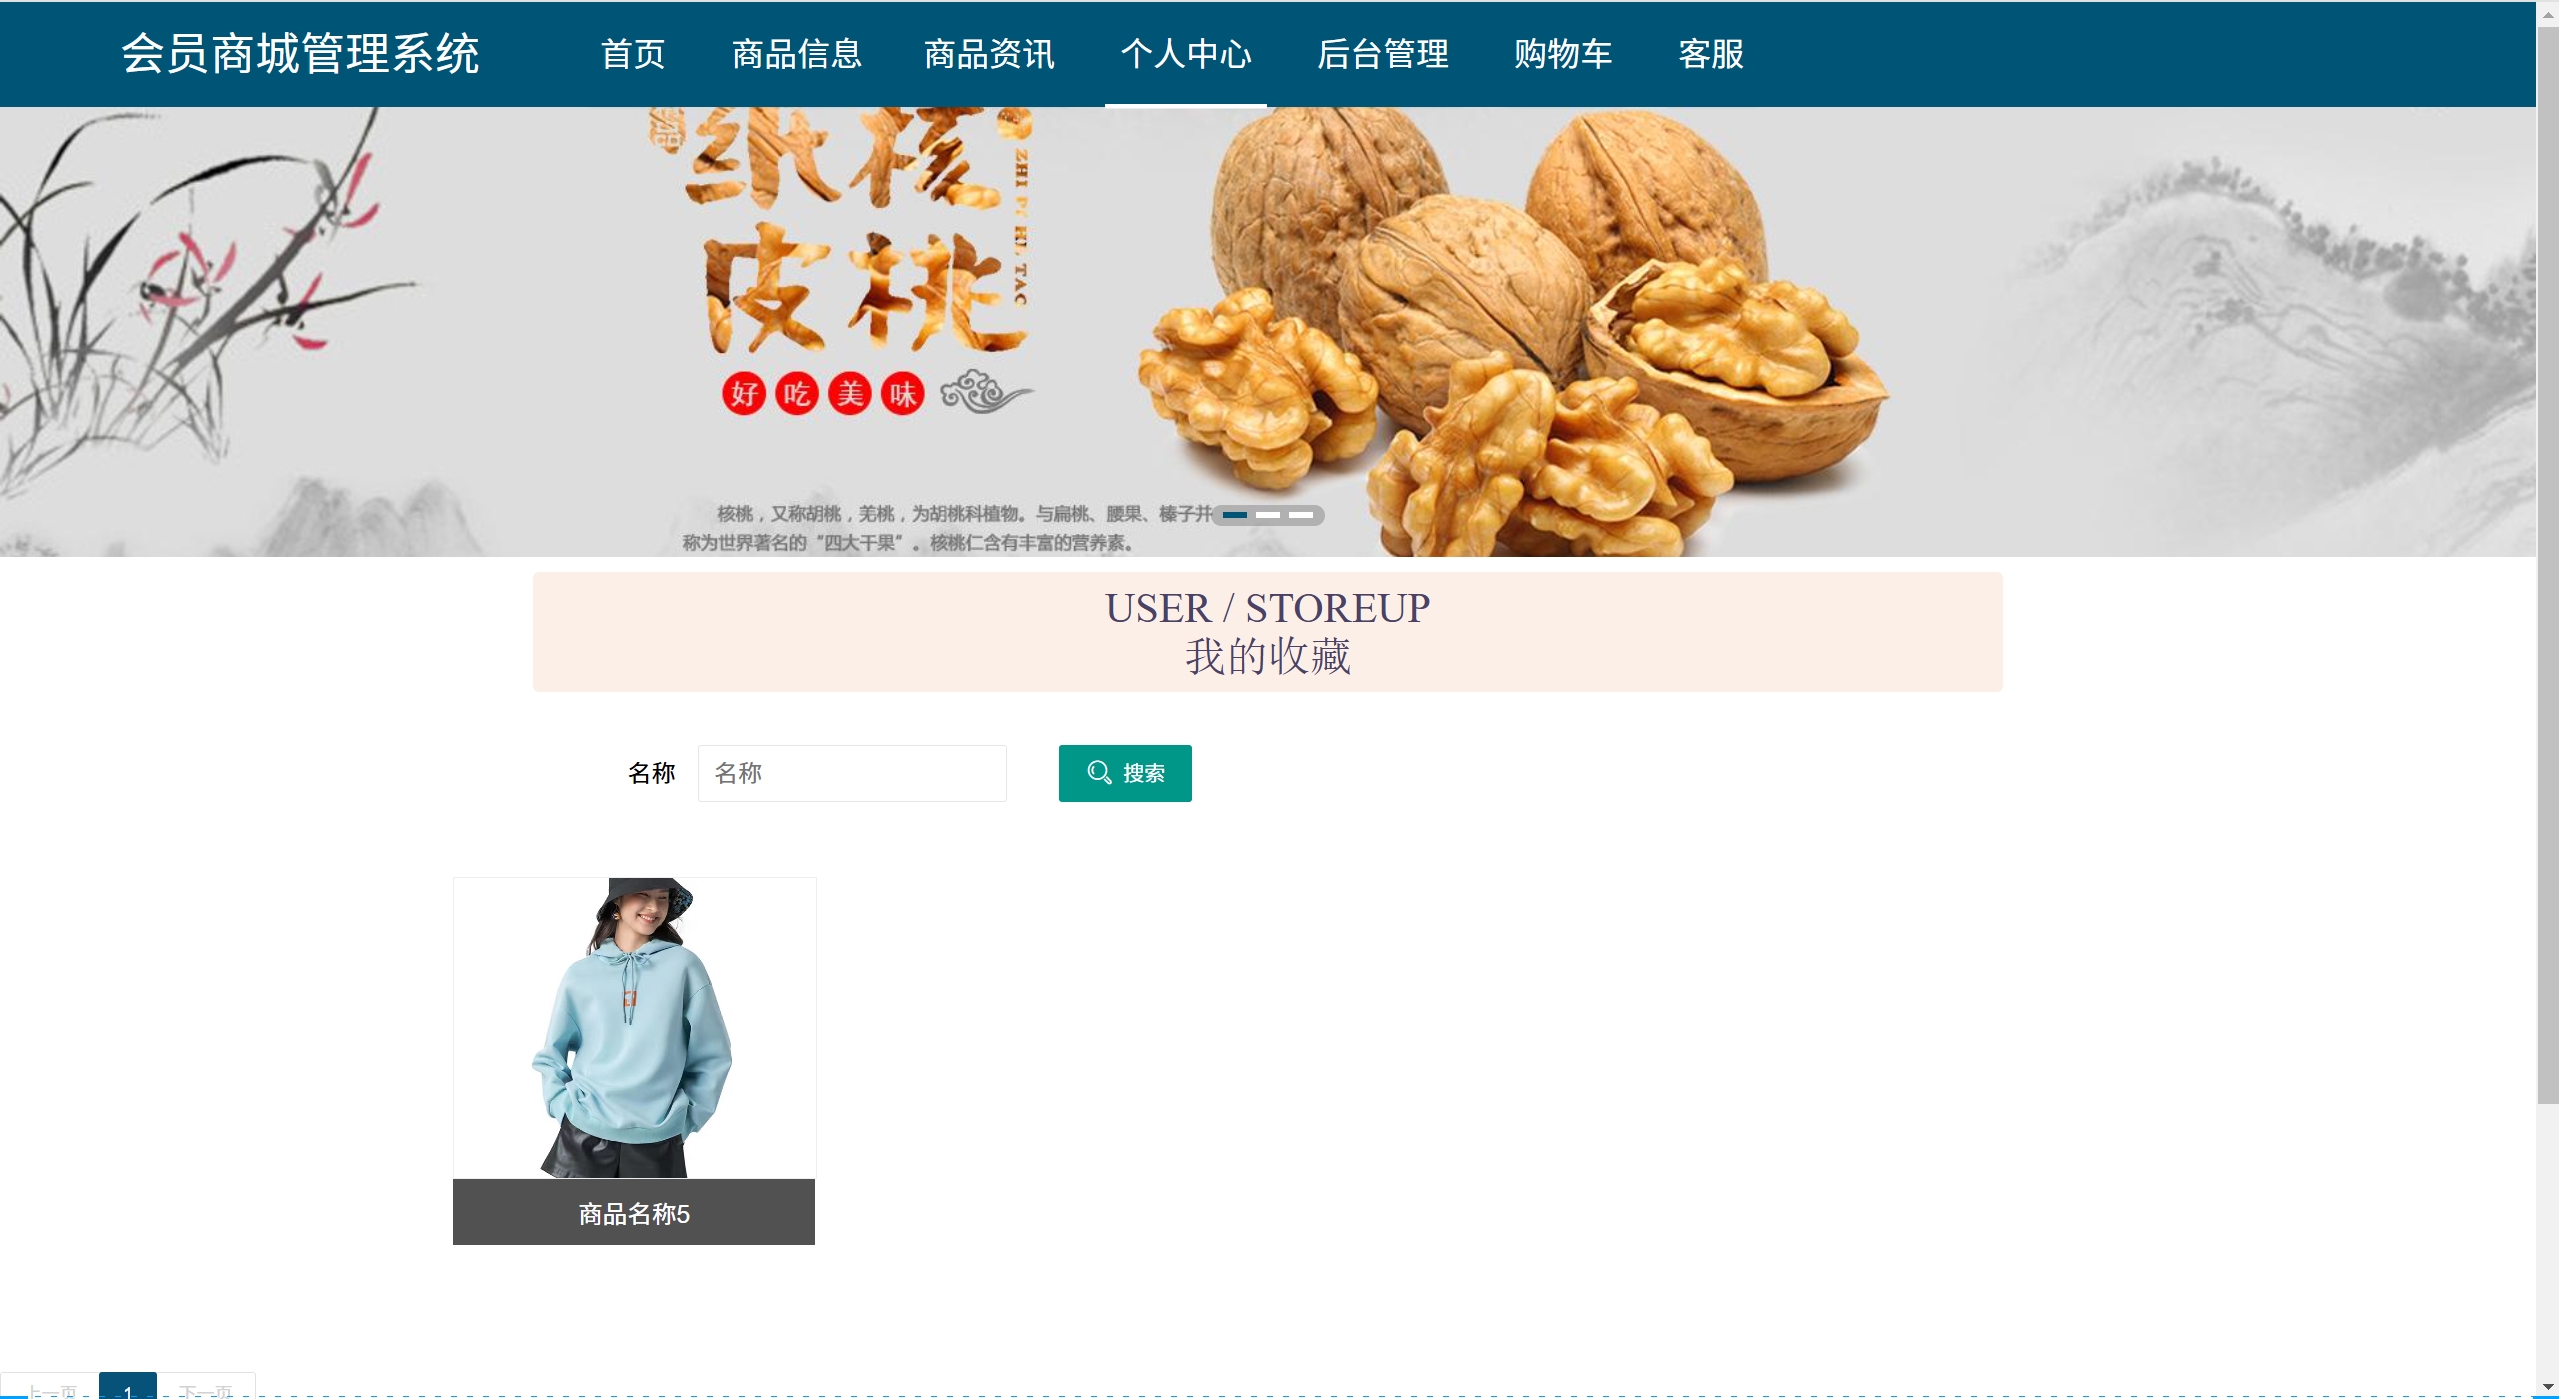 会员商城管理系统 首页 商品信息 商品资讯 个人中心 后台管理 购物车 客服
纸核
皮桃
ZHI PI HE TAO
好吃美味
核桃，又称胡桃，羌桃，为胡桃科植物。与扁桃、腰果、榛子并
称为世界著名的“四大干果”。核桃仁含有丰富的营养素。
USER / STOREUP
我的收藏
名称 名称 搜索
商品名称5
上一页 1 下一页